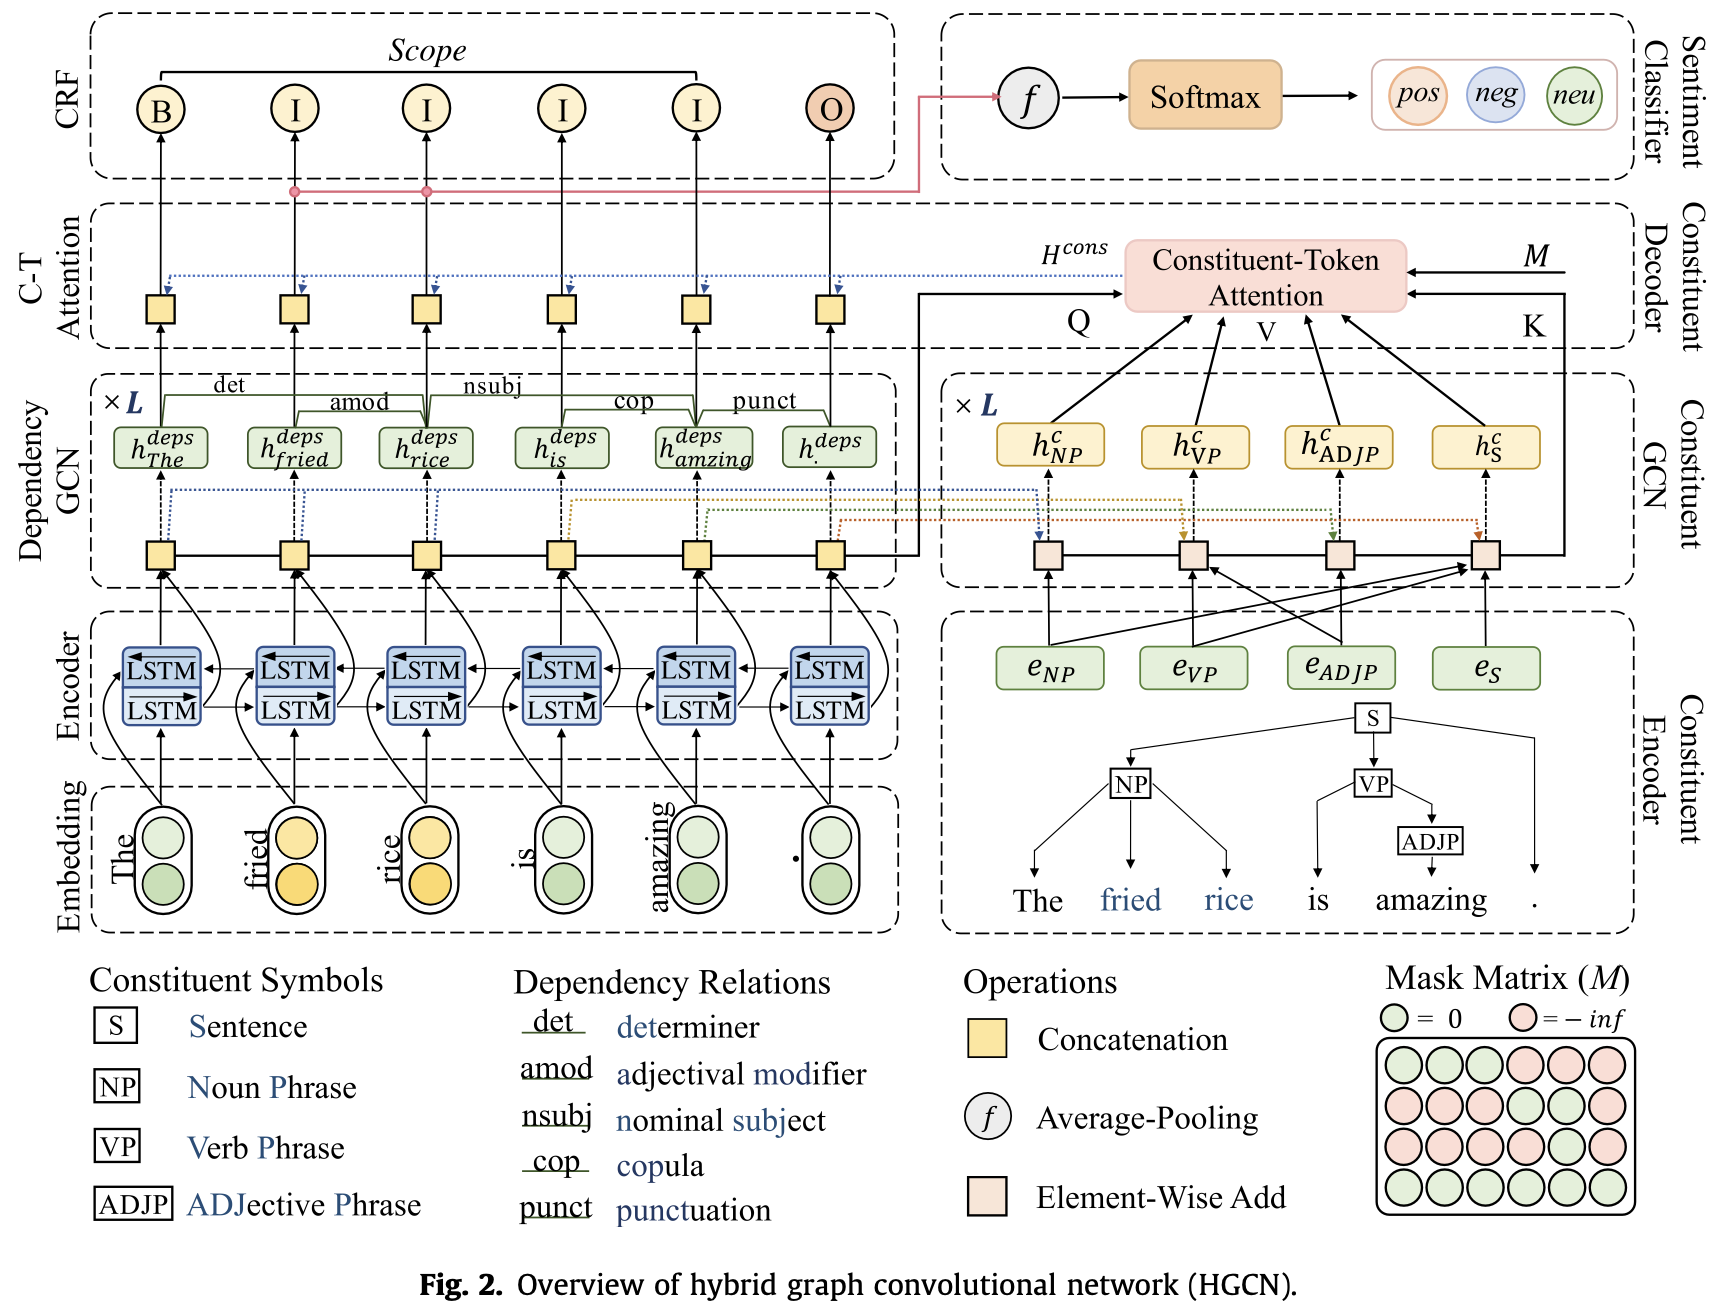 CRF
Scope
B I I I I O
f
Softmax
pos neg neu
Sentiment
Classifier
C-T
Attention
H^cons
Constituent-Token
Attention
M
Q
V
K
Constituent
Decoder
Dependency
GCN
× L
det
amod
nsubj
cop
punct
h^deps_The h^deps_fried h^deps_rice h^deps_is h^deps_amzing h^deps_.
× L
h^c_NP h^c_VP h^c_ADJP h^c_S
Constituent
GCN
Encoder
LSTM LSTM LSTM LSTM LSTM LSTM
LSTM LSTM LSTM LSTM LSTM LSTM
e_NP e_VP e_ADJP e_S
S
NP VP
ADJP
The fried rice is amazing .
Constituent
Encoder
Embedding
The fried rice is amazing .
Constituent Symbols
S Sentence
NP Noun Phrase
VP Verb Phrase
ADJP ADJective Phrase
Dependency Relations
det determiner
amod adjectival modifier
nsubj nominal subject
cop copula
punct punctuation
Operations
Concatenation
f Average-Pooling
Element-Wise Add
Mask Matrix (M)
= 0 = − inf
Fig. 2. Overview of hybrid graph convolutional network (HGCN).